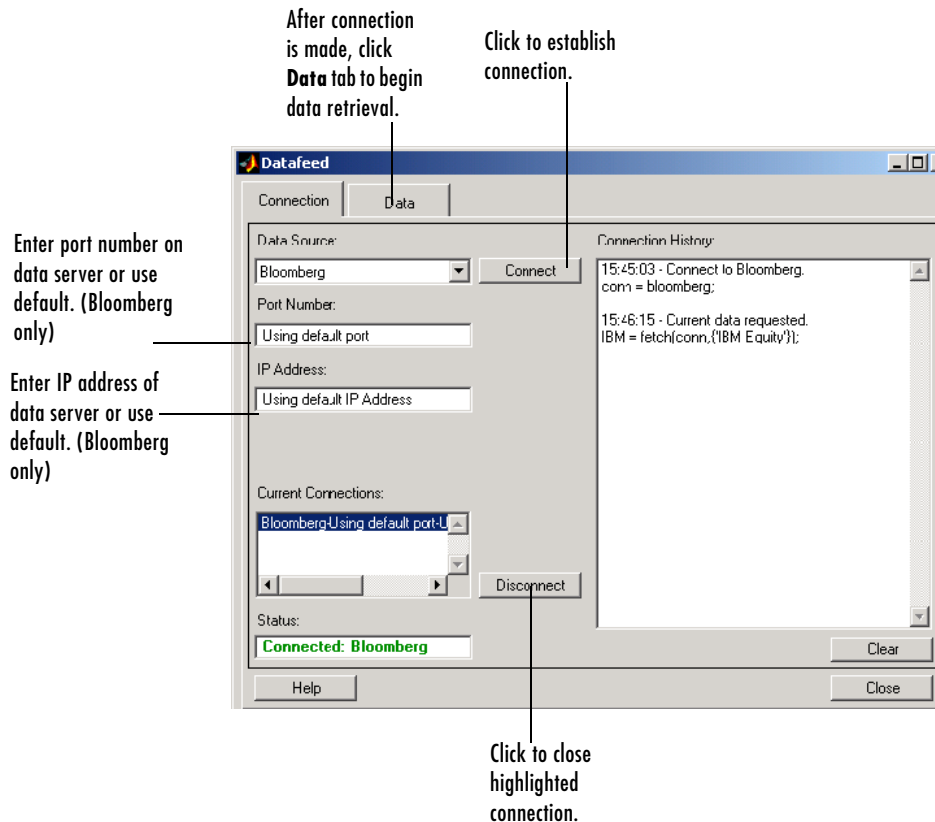 After connection
is made, click
Data tab to begin
data retrieval.
Click to establish
connection.
Datafeed
Connection
Data
Enter port number on
data server or use
default. (Bloomberg
only)
Enter IP address of
data server or use
default. (Bloomberg
only)
Data Source:
Bloomberg
Connect
Port Number:
Using default port
IP Address:
Using default IP Address
Current Connections:
Bloomberg-Using default port-U
Disconnect
Status:
Connected: Bloomberg
Connection History:
15:45:03 - Connect to Bloomberg.
conn = bloomberg;
15:46:15 - Current data requested.
IBM = fetch(conn,{'IBM Equity'});
Clear
Help
Close
Click to close
highlighted
connection.